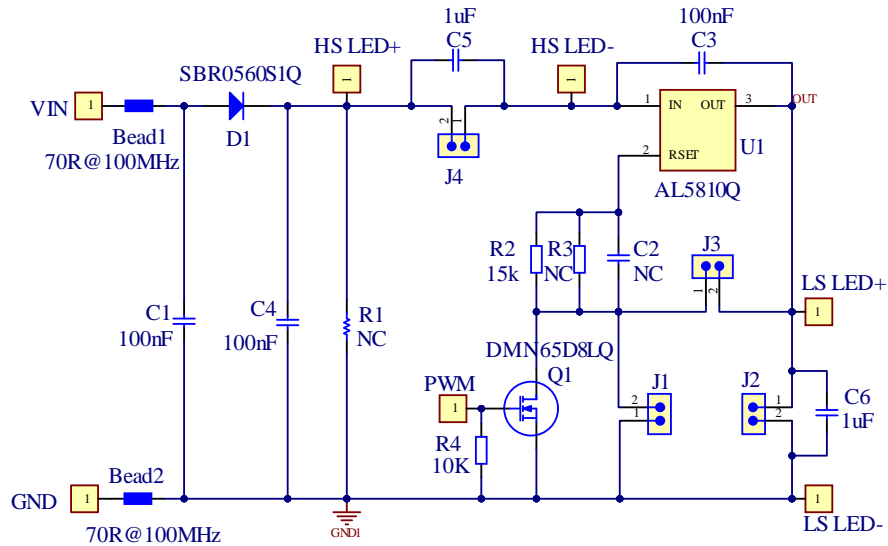 1uF
C5
100nF
C3
HS LED+
HS LED-
1
1
SBR0560S1Q
VIN
1
Bead1
70R@100MHz
D1
2
1
J4
1
IN
OUT
3
OUT
2
RSET
U1
AL5810Q
R2
15k
R3
NC
C2
NC
J3
1
2
LS LED+
1
C1
100nF
C4
100nF
R1
NC
DMN65D8LQ
Q1
PWM
1
R4
10K
J1
2
1
J2
1
2
C6
1uF
GND
1
Bead2
70R@100MHz
GND1
1
LS LED-